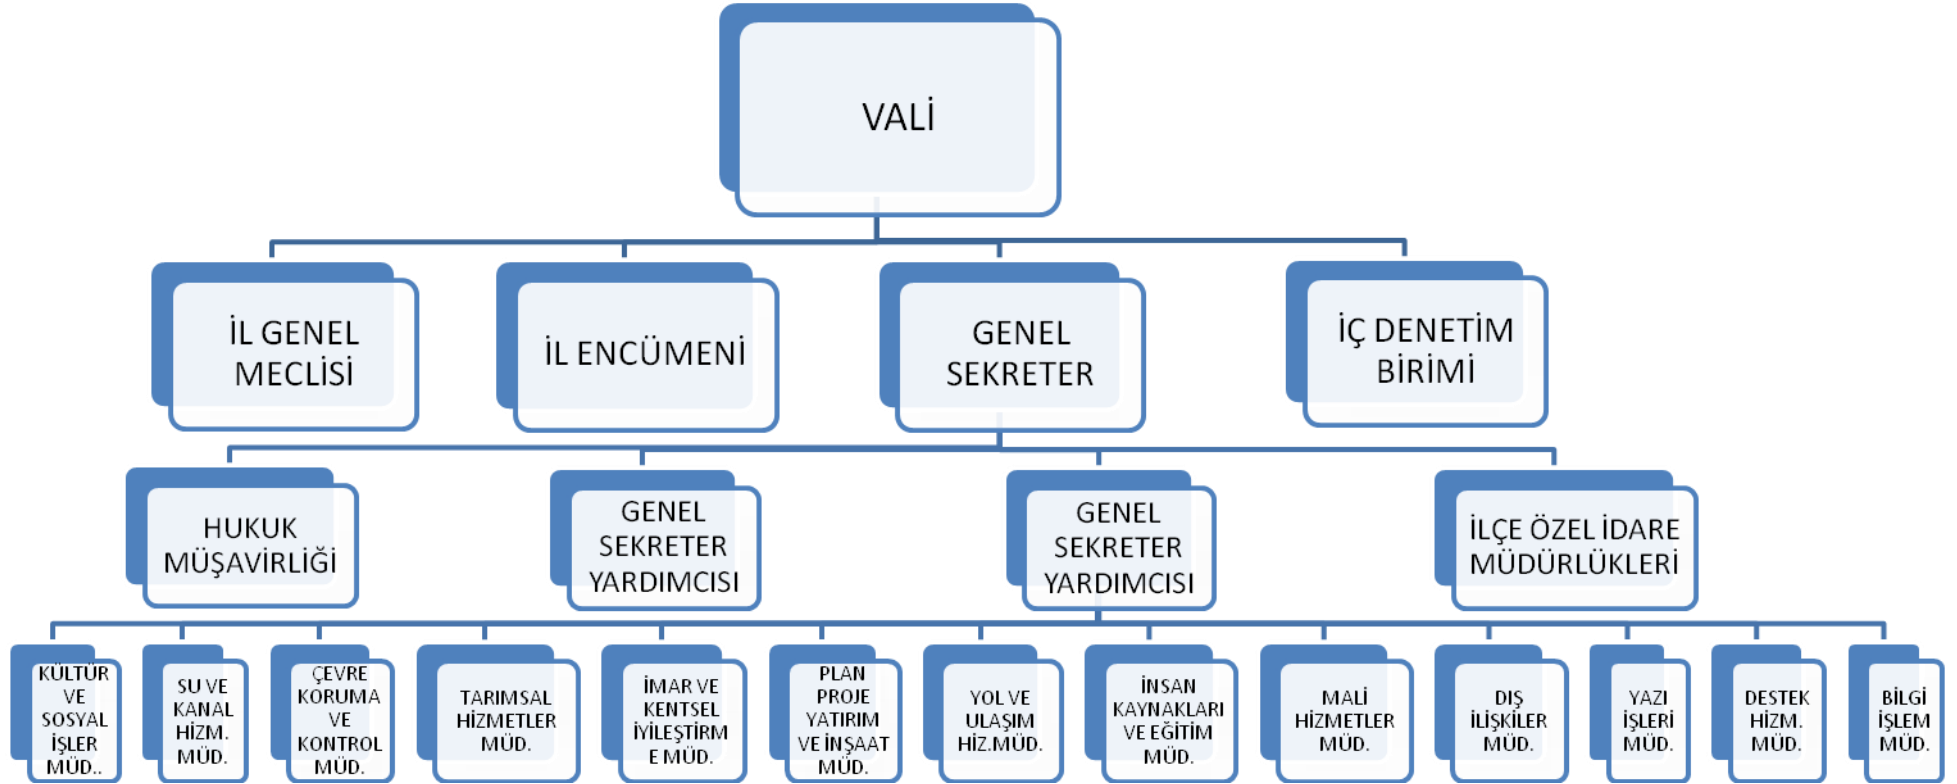 VALİ
İL GENEL
MECLİSİ
İL ENCÜMENİ
GENEL
SEKRETER
İÇ DENETİM
BİRİMİ
HUKUK
MÜŞAVİRLİĞİ
GENEL
SEKRETER
YARDIMCISI
GENEL
SEKRETER
YARDIMCISI
İLÇE ÖZEL İDARE
MÜDÜRLÜKLERİ
KÜLTÜR
VE
SOSYAL
İŞLER
MÜD..
SU VE
KANAL
HİZM.
MÜD.
ÇEVRE
KORUMA
VE
KONTROL
MÜD.
TARIMSAL
HİZMETLER
MÜD.
İMAR VE
KENTSEL
İYİLEŞTİRM
E MÜD.
PLAN
PROJE
YATIRIM
VE İNŞAAT
MÜD.
YOL VE
ULAŞIM
HİZ.MÜD.
İNSAN
KAYNAKLARI
VE EĞİTİM
MÜD.
MALİ
HİZMETLER
MÜD.
DIŞ
İLİŞKİLER
MÜD.
YAZI
İŞLERİ
MÜD.
DESTEK
HİZM.
MÜD.
BİLGİ
İŞLEM
MÜD.